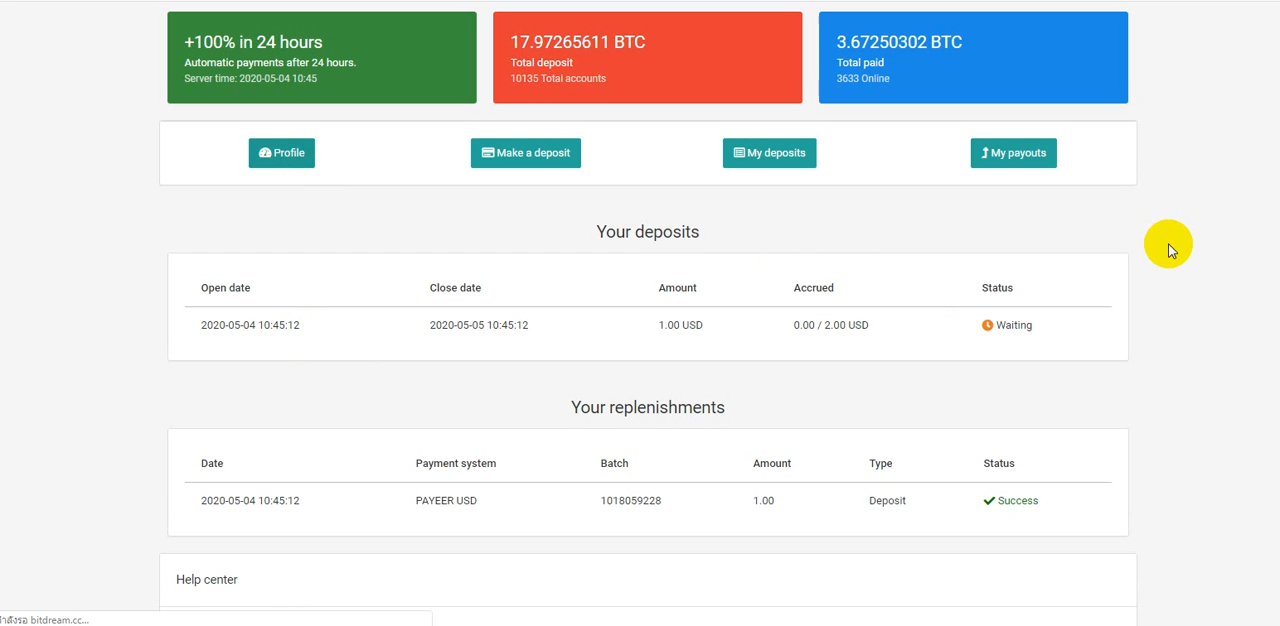 +100% in 24 hours
Automatic payments after 24 hours.
Server time: 2020-05-04 10:45
17.97265611 BTC
Total deposit
10135 Total accounts
3.67250302 BTC
Total paid
3633 Online
Profile
Make a deposit
My deposits
My payouts
Your deposits
Open date Close date Amount Accrued Status
2020-05-04 10:45:12 2020-05-05 10:45:12 1.00 USD 0.00 / 2.00 USD Waiting
Your replenishments
Date Payment system Batch Amount Type Status
2020-05-04 10:45:12 PAYEER USD 1018059228 1.00 Deposit Success
Help center
bitdream.cc...